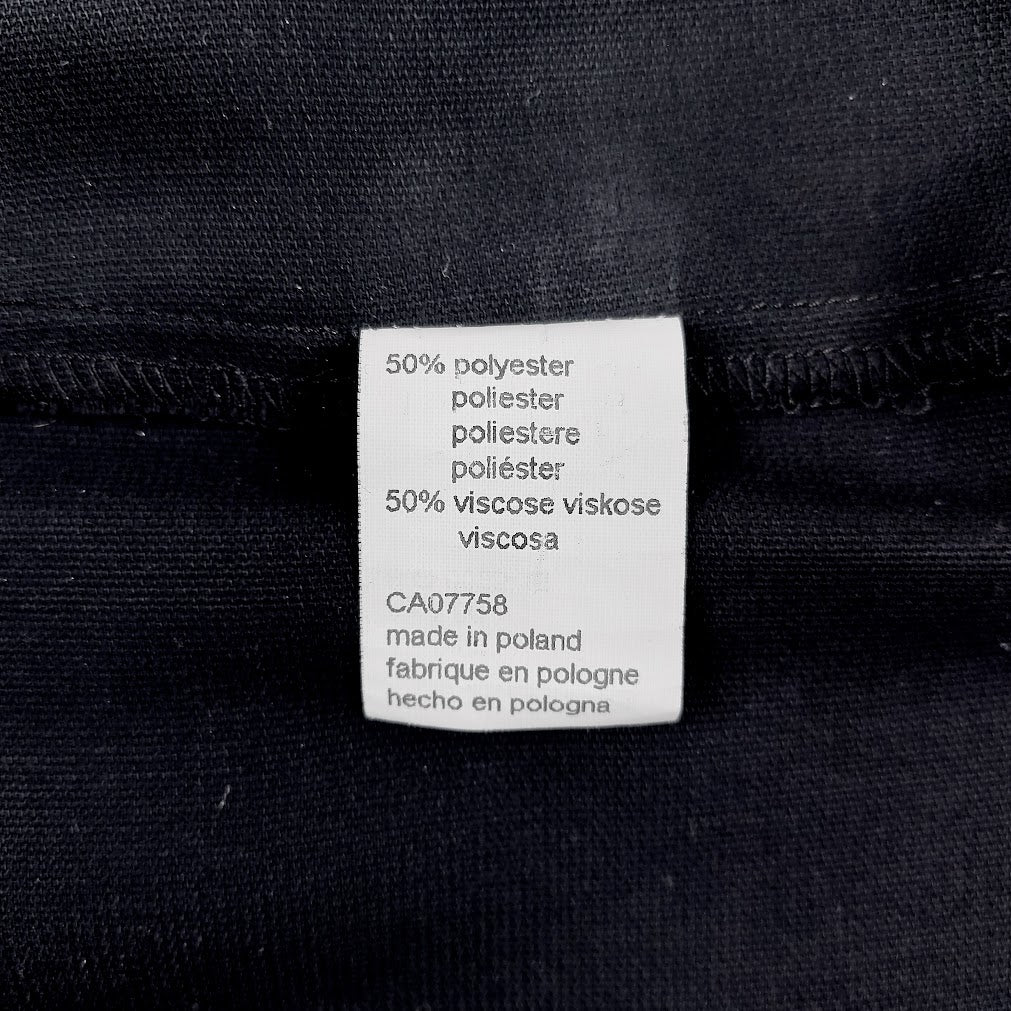 50% polyester
poliester
poliestere
poliéster
50% viscose viskose
viscosa
CA07758
made in poland
fabrique en pologne
hecho en pologna